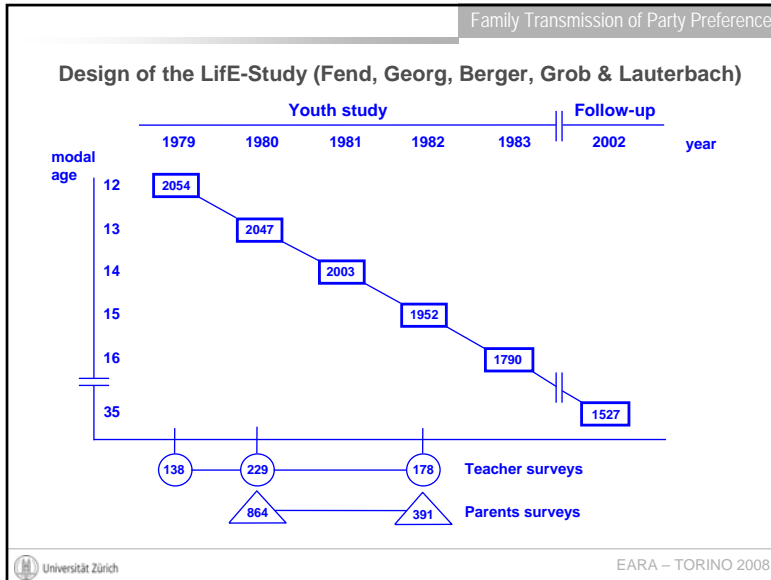 Family Transmission of Party Preference
Design of the LifE-Study (Fend, Georg, Berger, Grob & Lauterbach)
Youth study Follow-up
1979 1980 1981 1982 1983 2002 year
modal
age
12 2054
13 2047
14 2003
15 1952
16 1790
35 1527
138 229 178 Teacher surveys
864 391 Parents surveys
Universität Zürich EARA – TORINO 2008